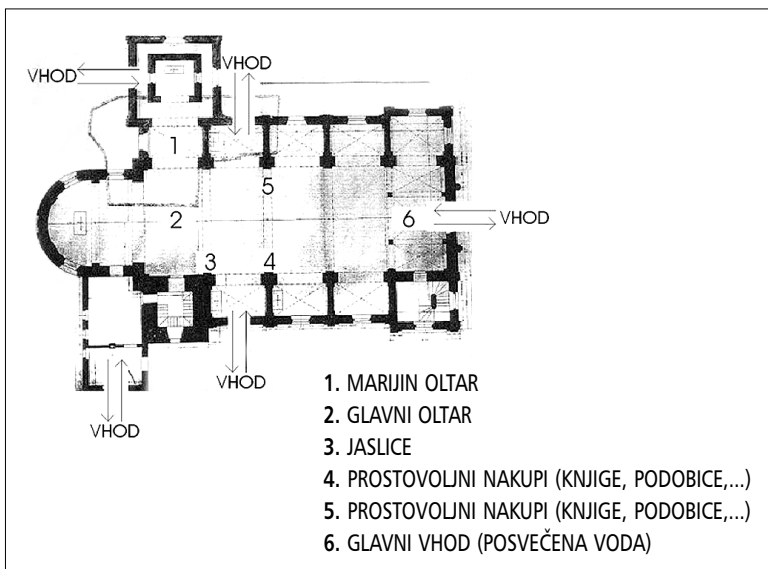 VHOD
VHOD
1
5
2
6
VHOD
3
4
VHOD
VHOD
1. MARIJIN OLTAR
2. GLAVNI OLTAR
3. JASLICE
4. PROSTOVOLJNI NAKUPI (KNJIGE, PODOBICE,...)
5. PROSTOVOLJNI NAKUPI (KNJIGE, PODOBICE,...)
6. GLAVNI VHOD (POSVEČENA VODA)